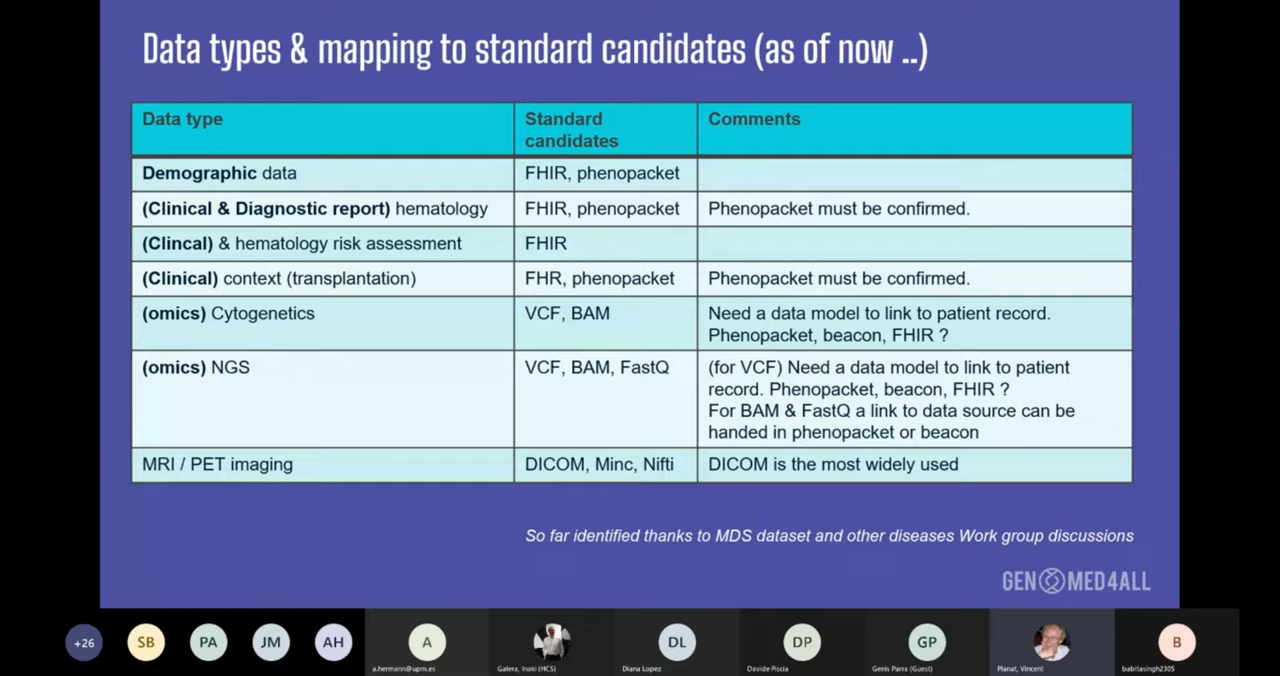 Data types & mapping to standard candidates (as of now ..)
Data type
Standard
candidates
Comments
Demographic data
FHIR, phenopacket
(Clinical & Diagnostic report) hematology
FHIR, phenopacket
Phenopacket must be confirmed.
(Clincal) & hematology risk assessment
FHIR
(Clinical) context (transplantation)
FHR, phenopacket
Phenopacket must be confirmed.
(omics) Cytogenetics
VCF, BAM
Need a data model to link to patient record.
Phenopacket, beacon, FHIR ?
(omics) NGS
VCF, BAM, FastQ
(for VCF) Need a data model to link to patient
record. Phenopacket, beacon, FHIR ?
For BAM & FastQ a link to data source can be
handed in phenopacket or beacon
MRI / PET imaging
DICOM, Minc, Nifti
DICOM is the most widely used
So far identified thanks to MDS dataset and other diseases Work group discussions
GENOMED4ALL
+26
SB
PA
JM
AH
A
DL
DP
GP
B
a.hermann@upm.es
Galera, Inaki (HCS)
Diana Lopez
Davide Piscia
Genis Parra (Guest)
Planat, Vincent
babitasingh2305